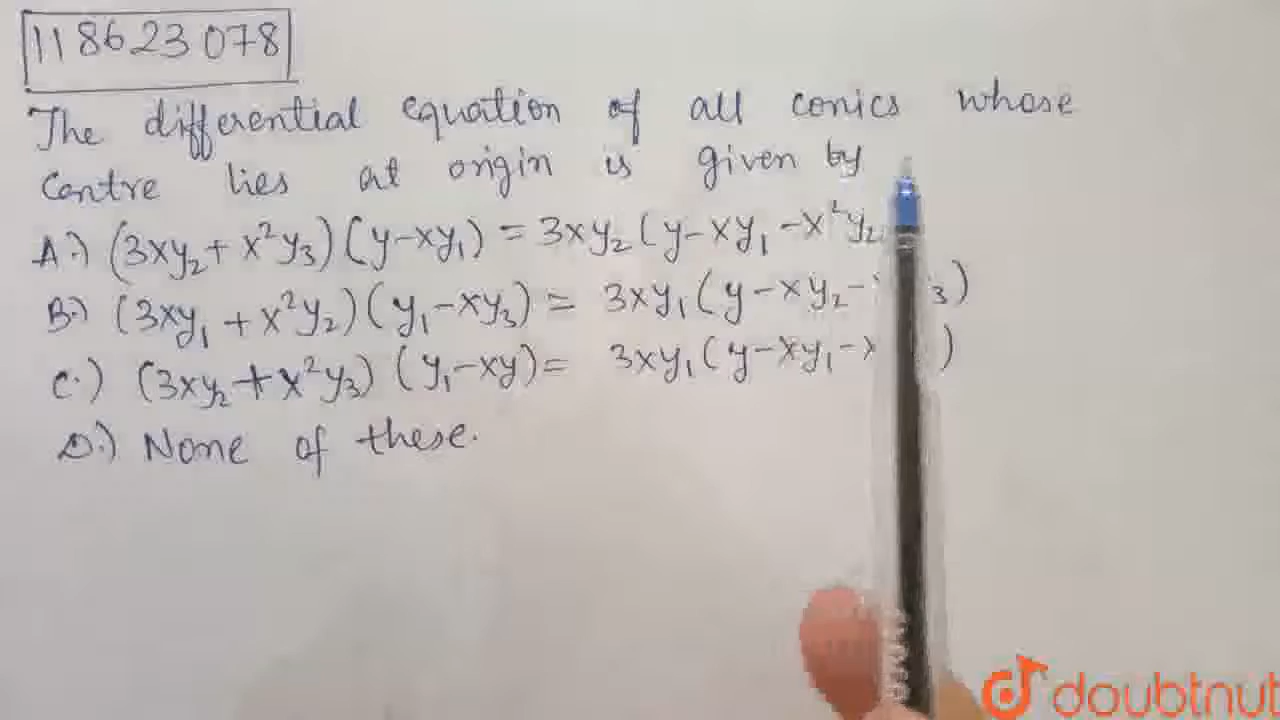 118623078
The differential equation of all conics whose
centre lies at origin is given by
A.) (3xy₂ + x²y₃) (y-xy₁) = 3xy₂ (y-xy₁ -x²y₂
B.) (3xy₁ + x²y₂) (y₁-xy₃) = 3xy₁ (y-xy₂- ₃)
C.) (3xy₂ + x²y₃) (y₁-xy) = 3xy₁ (y-xy₁-x )
D.) None of these.
doubtnut